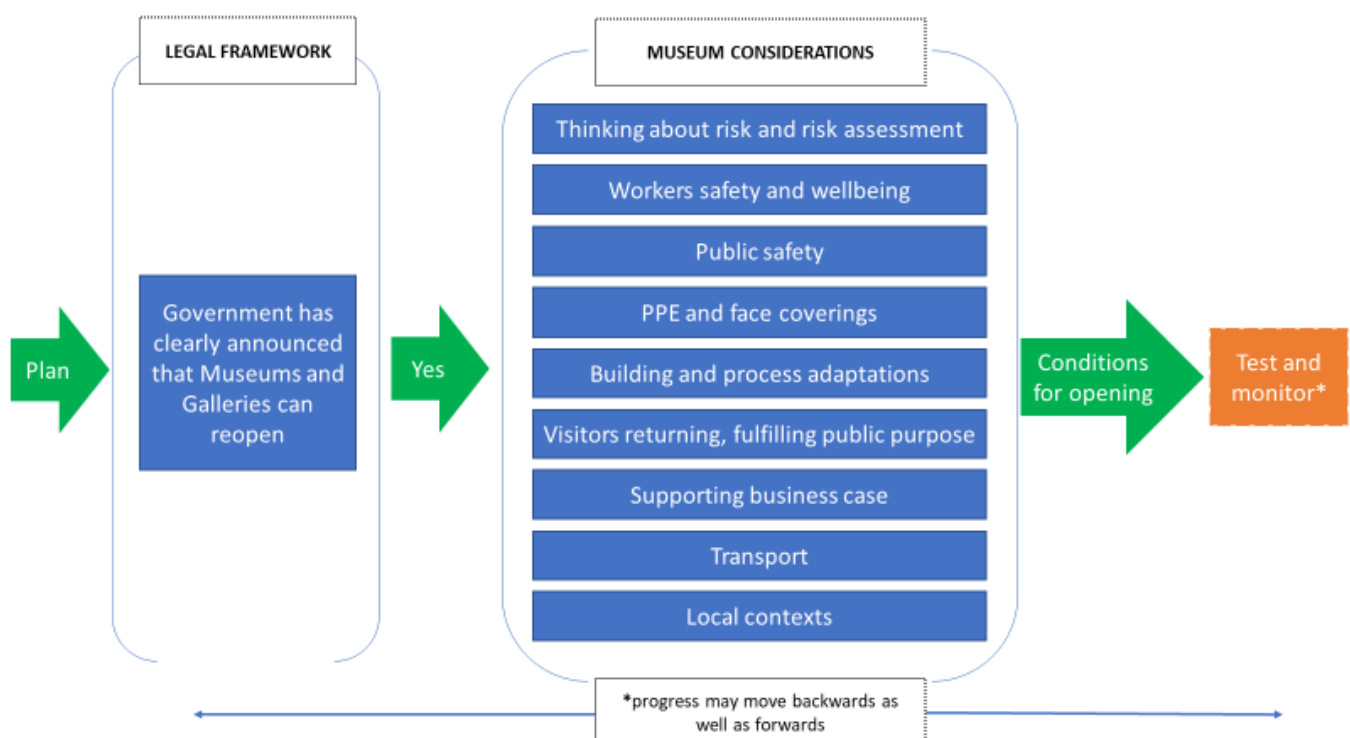 LEGAL FRAMEWORK
MUSEUM CONSIDERATIONS
Plan
Government has
clearly announced
that Museums and
Galleries can
reopen
Yes
Thinking about risk and risk assessment
Workers safety and wellbeing
Public safety
PPE and face coverings
Building and process adaptations
Visitors returning, fulfilling public purpose
Supporting business case
Transport
Local contexts
Conditions
for opening
Test and
monitor*
*progress may move backwards as
well as forwards